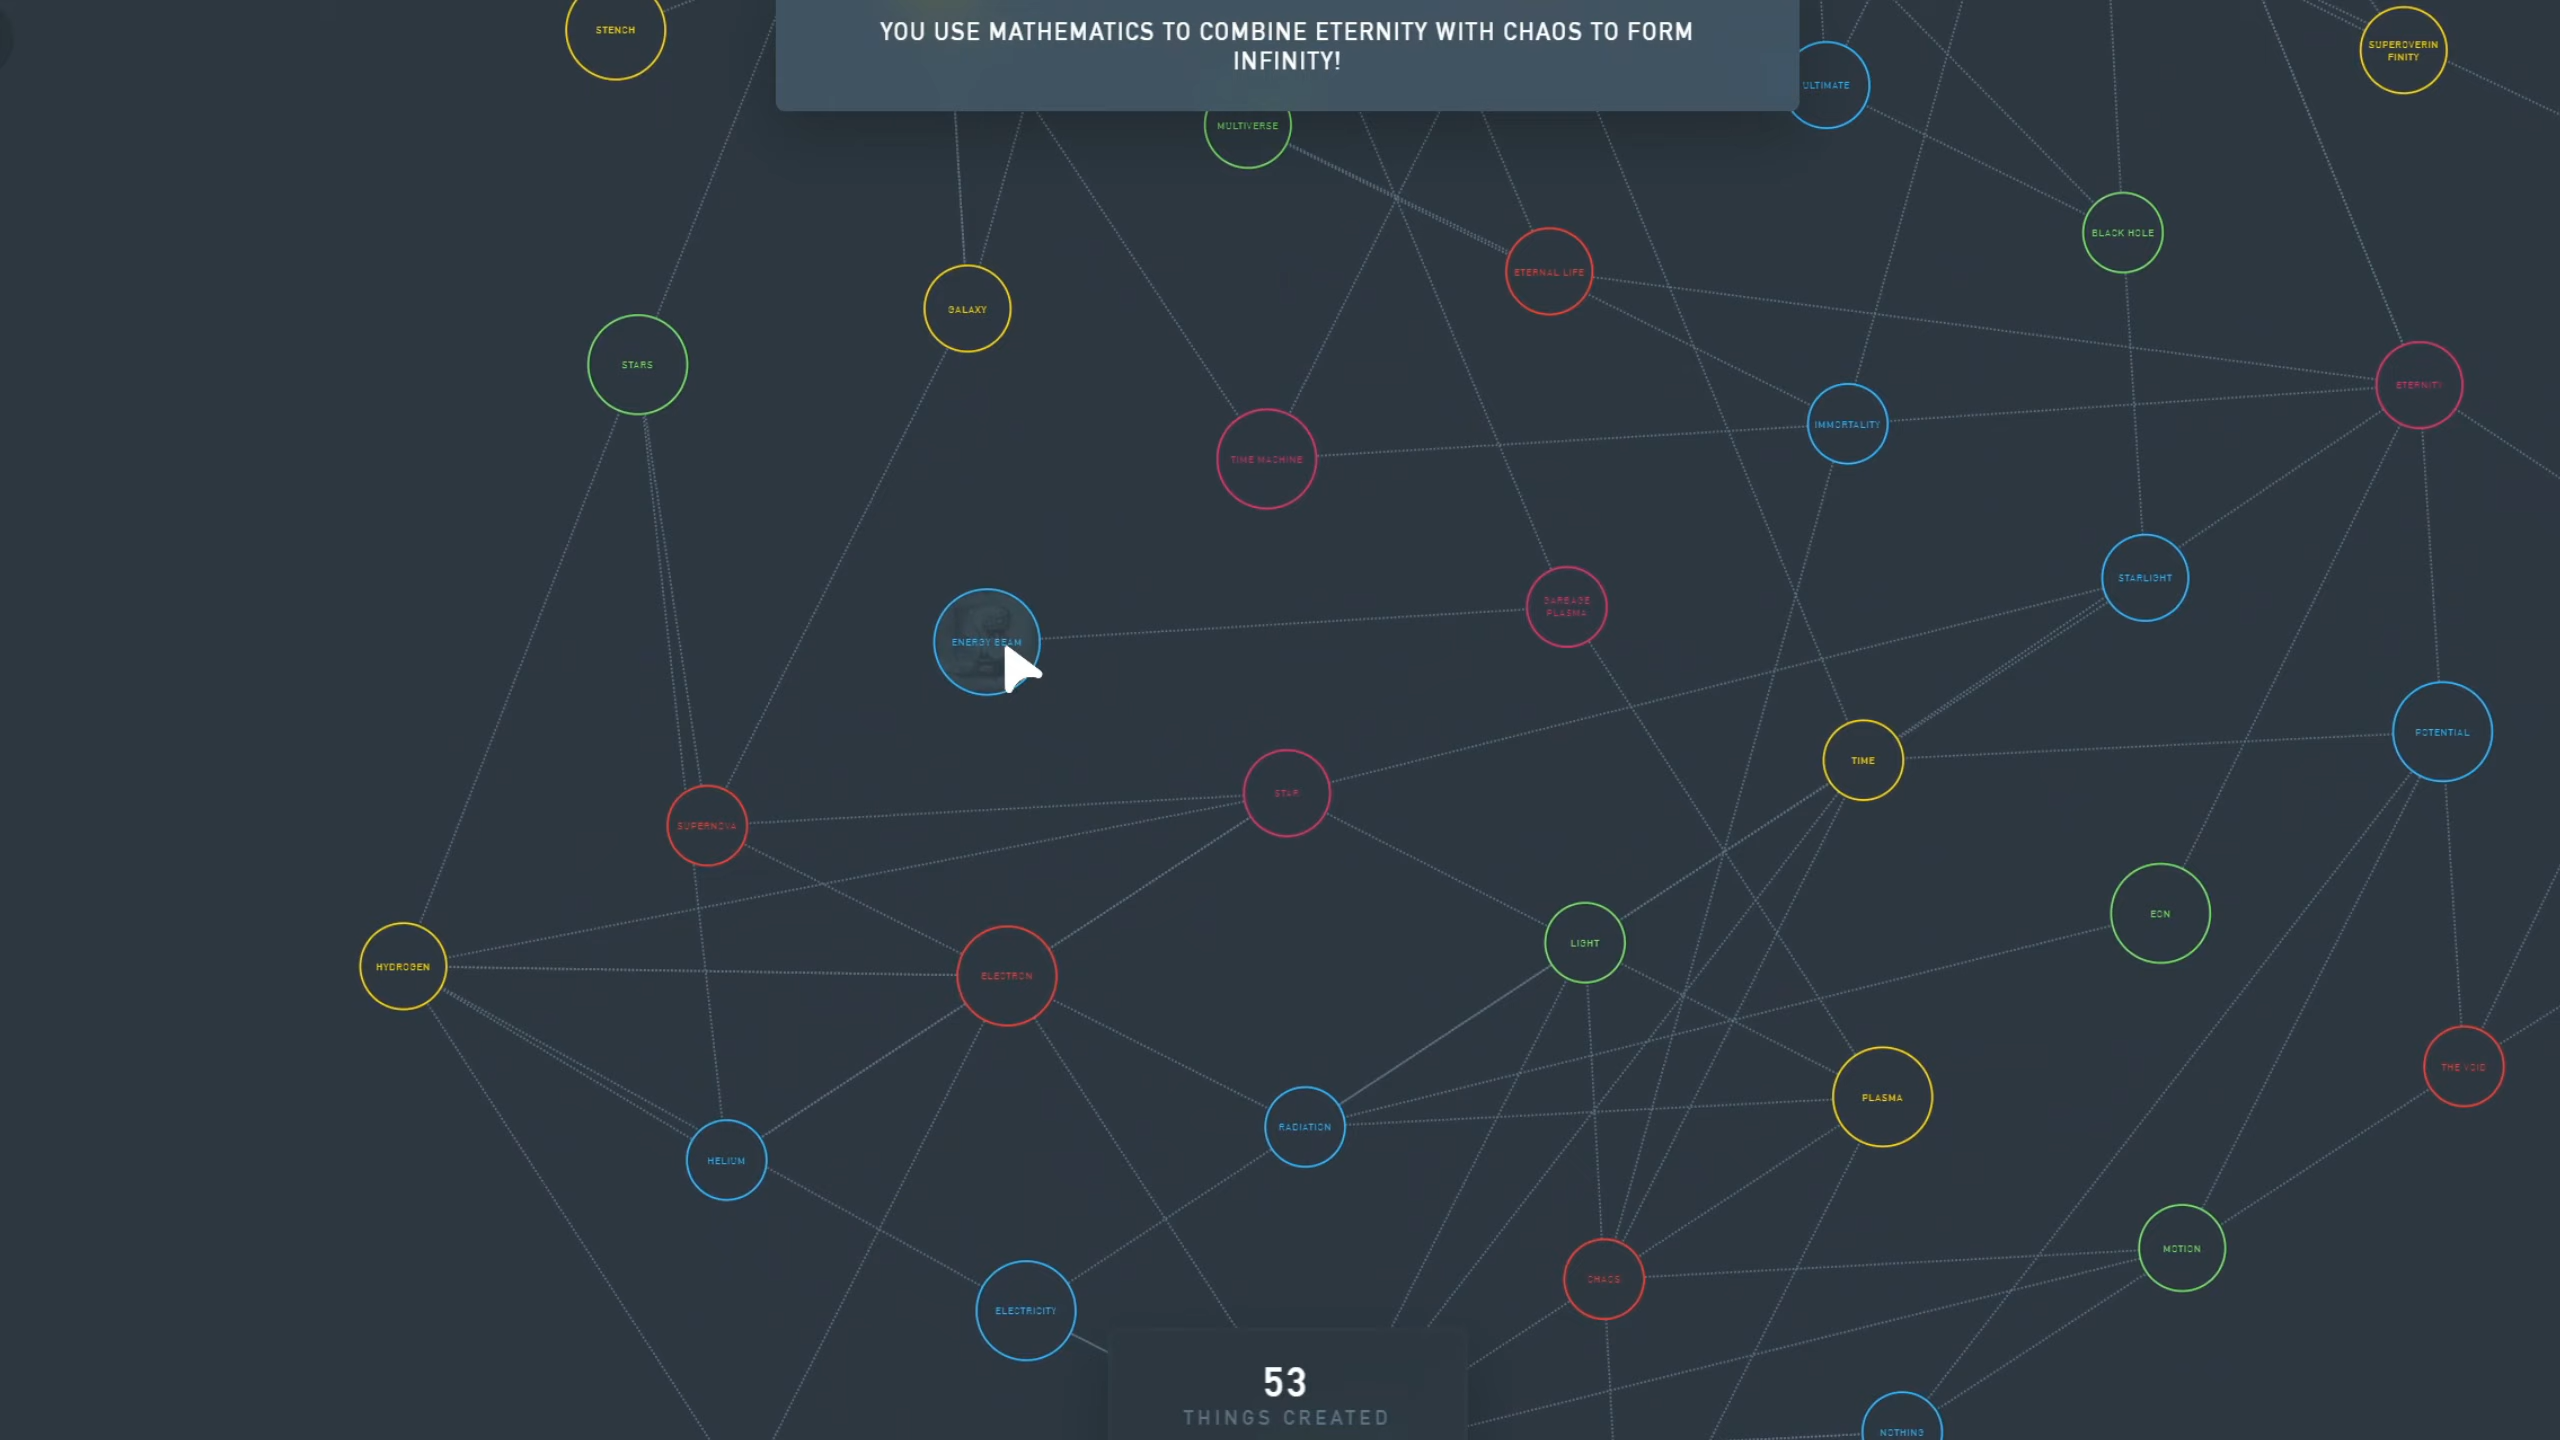 STENCH
YOU USE MATHEMATICS TO COMBINE ETERNITY WITH CHAOS TO FORM
INFINITY!
SUPEROVERIN
FINITY
ULTIMATE
MULTIVERSE
BLACK HOLE
ETERNAL LIFE
GALAXY
STARS
ETERNITY
IMMORTALITY
TIME MACHINE
STARLIGHT
GARBAGE
PLASMA
ENERGY BEAM
POTENTIAL
TIME
STAR
SUPERNOVA
EON
LIGHT
HYDROGEN
ELECTRON
THE VOID
PLASMA
RADIATION
HELIUM
MOTION
CHAOS
ELECTRICITY
53
THINGS CREATED
NOTHING